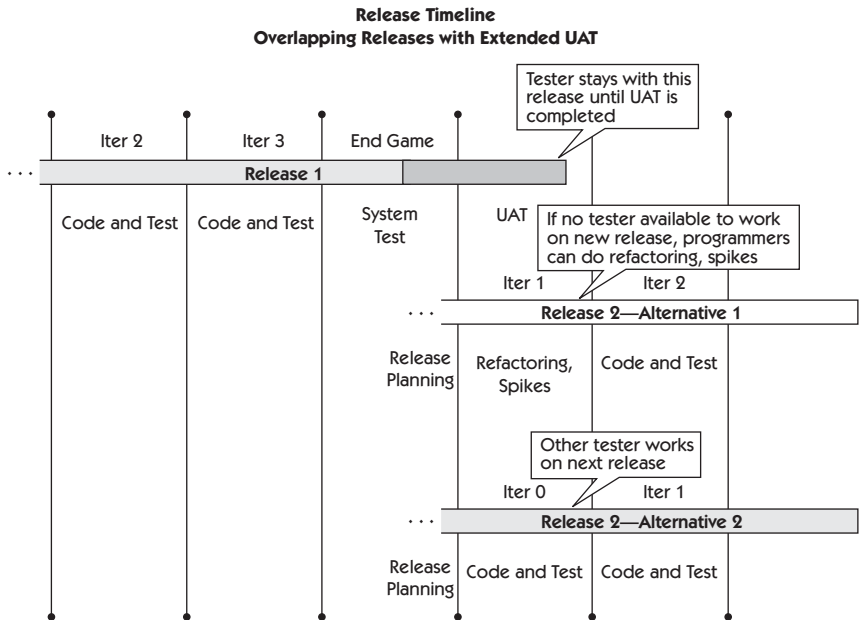 Release Timeline
Overlapping Releases with Extended UAT
Tester stays with this
release until UAT is
completed
Iter 2
Iter 3
End Game
. . .
Release 1
Code and Test
Code and Test
System
Test
UAT
If no tester available to work
on new release, programmers
can do refactoring, spikes
Iter 1
Iter 2
. . .
Release 2—Alternative 1
Release
Planning
Refactoring,
Spikes
Code and Test
Other tester works
on next release
Iter 0
Iter 1
. . .
Release 2—Alternative 2
Release
Planning
Code and Test
Code and Test